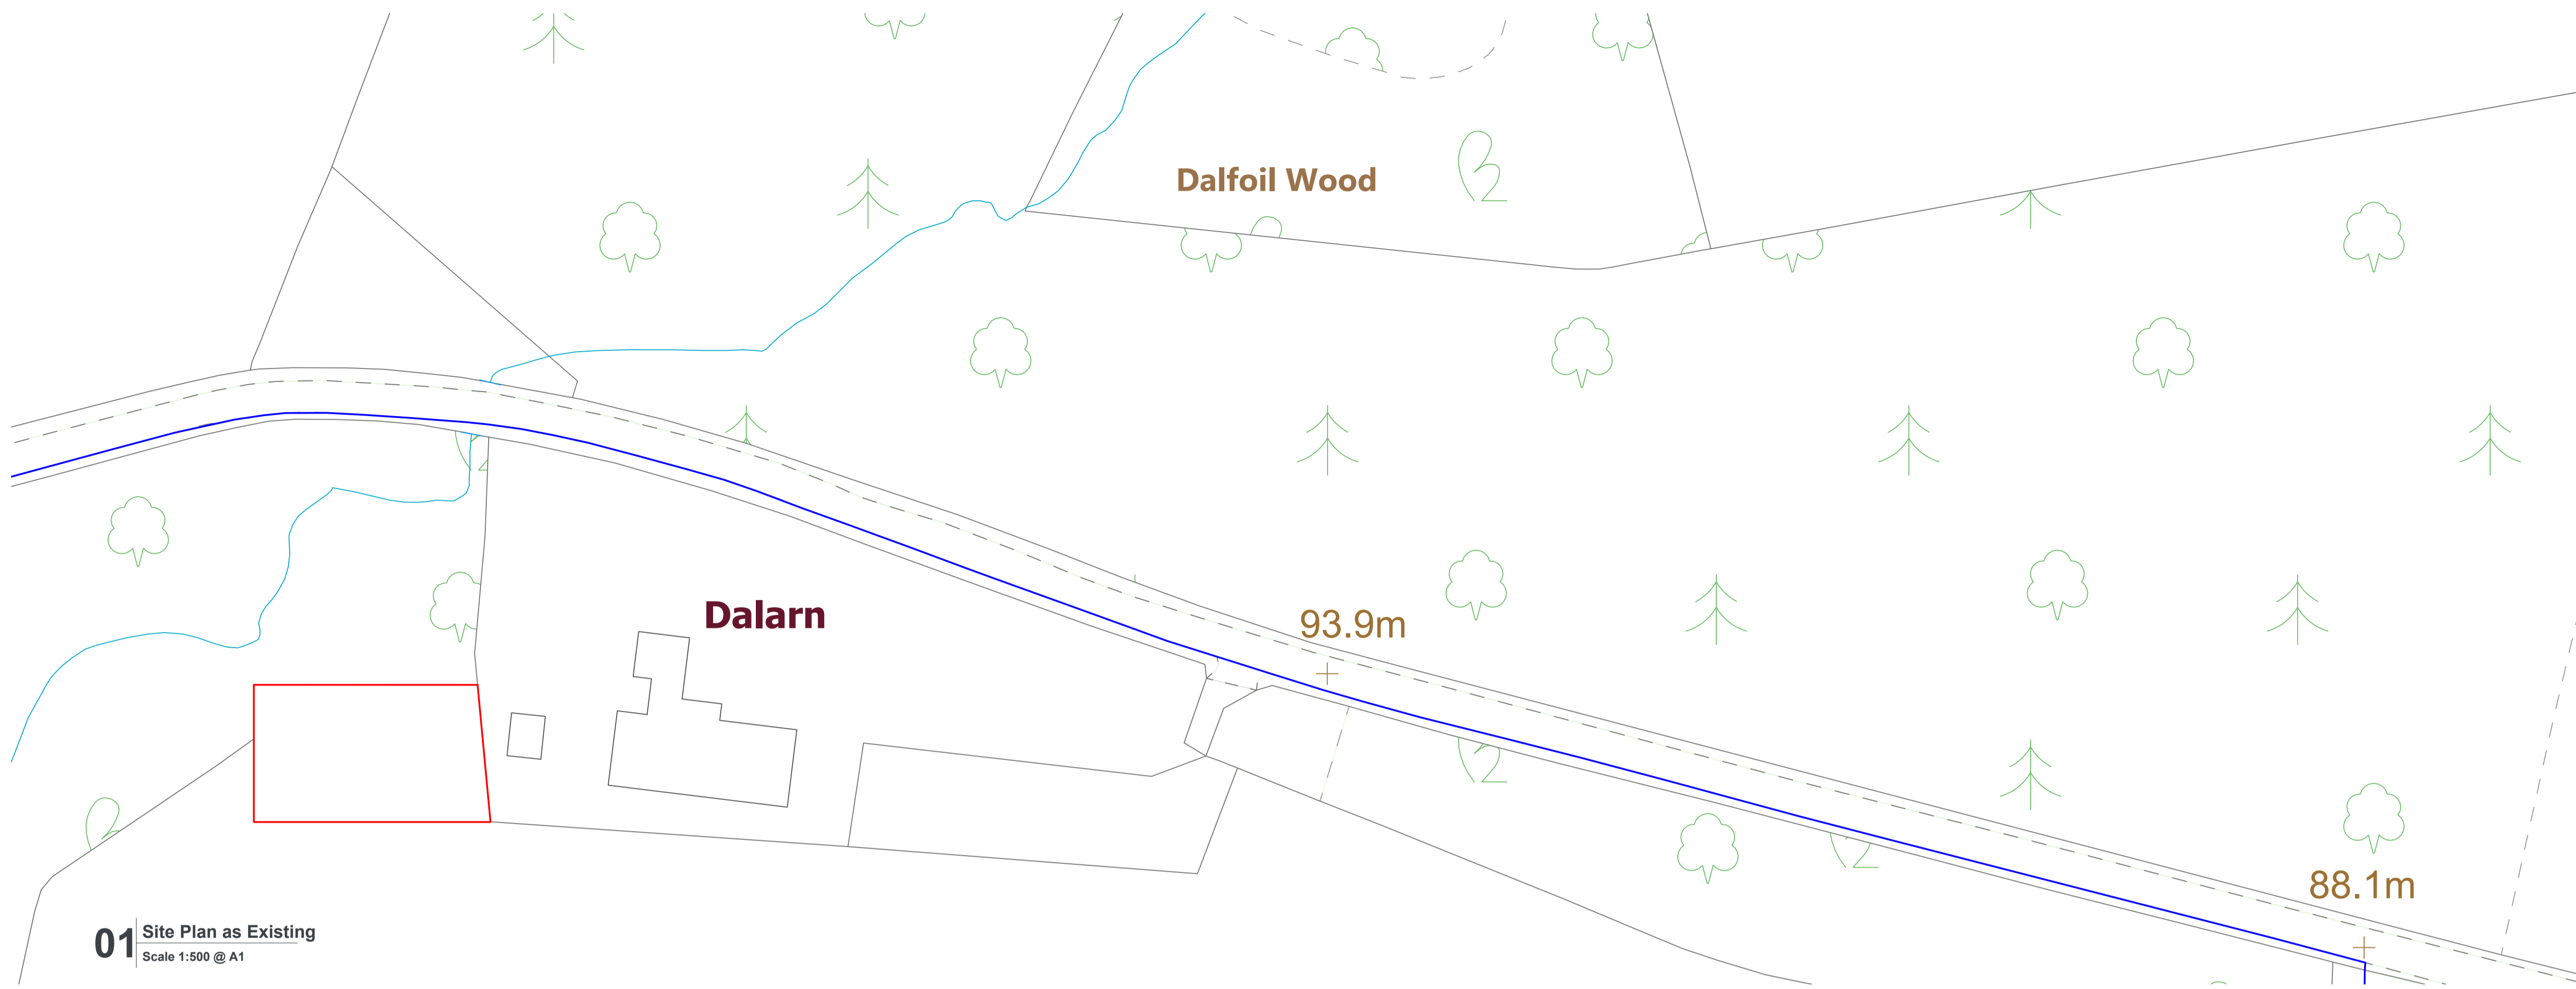 Dalfoil Wood
Dalarn
93.9m
88.1m
01
Site Plan as Existing
Scale 1:500 @ A1